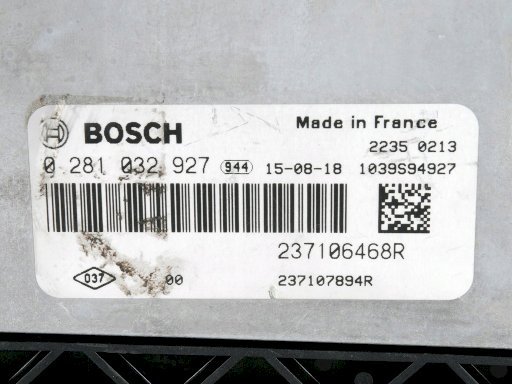 BOSCH Made in France
2235 0213
0 281 032 927 944 15-08-18 1039S94927
237106468R
037 00 237107894R